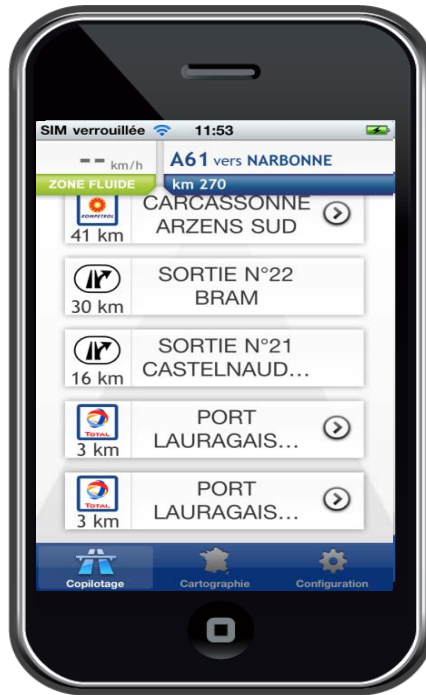 SIM verrouillée 11:53
-- km/h
A61 vers NARBONNE
ZONE FLUIDE
km 270
ROMPETROL
41 km
CARCASSONNE
ARZENS SUD
30 km
SORTIE N°22
BRAM
16 km
SORTIE N°21
CASTELNAUD...
TOTAL
3 km
PORT
LAURAGAIS...
TOTAL
3 km
PORT
LAURAGAIS...
Copilotage Cartographie Configuration